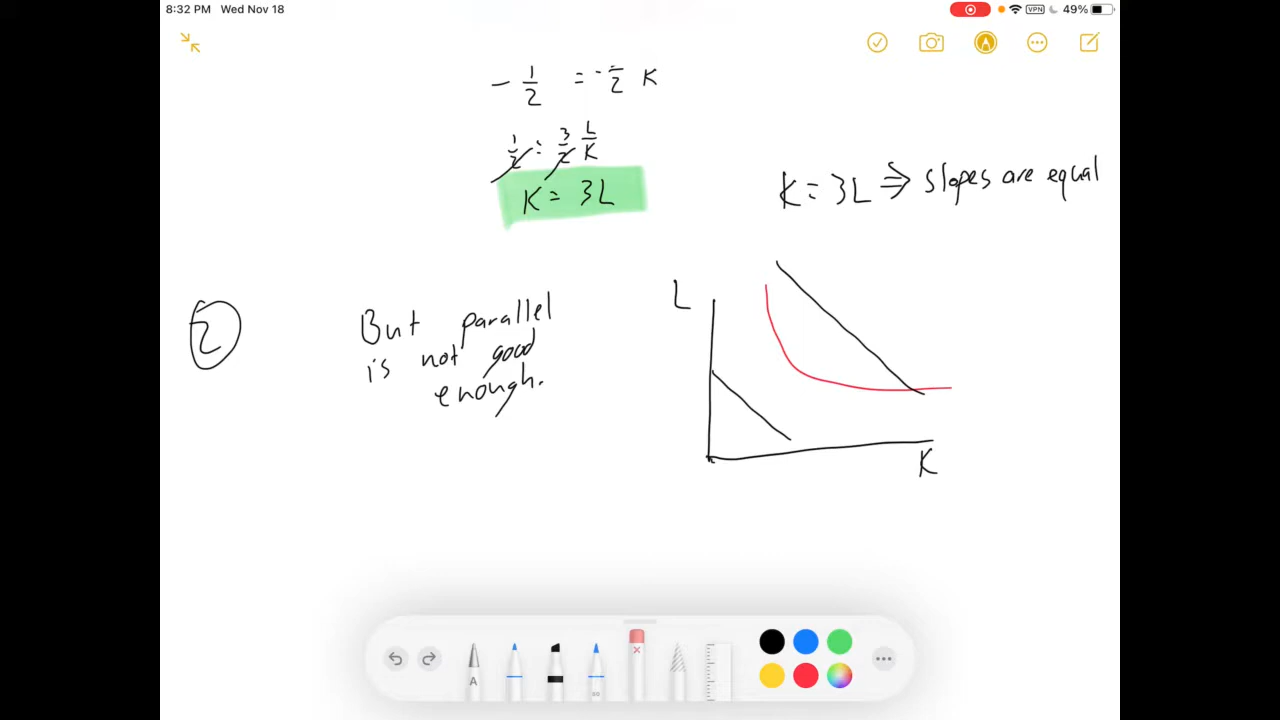 8:32 PM Wed Nov 18
VPN 49%
- 1/2 = - /2 K
1/2 = 3/2 L/K
K = 3L
K = 3L ⇒ slopes are equal
2
But parallel
is not good
enough.
L
K
A